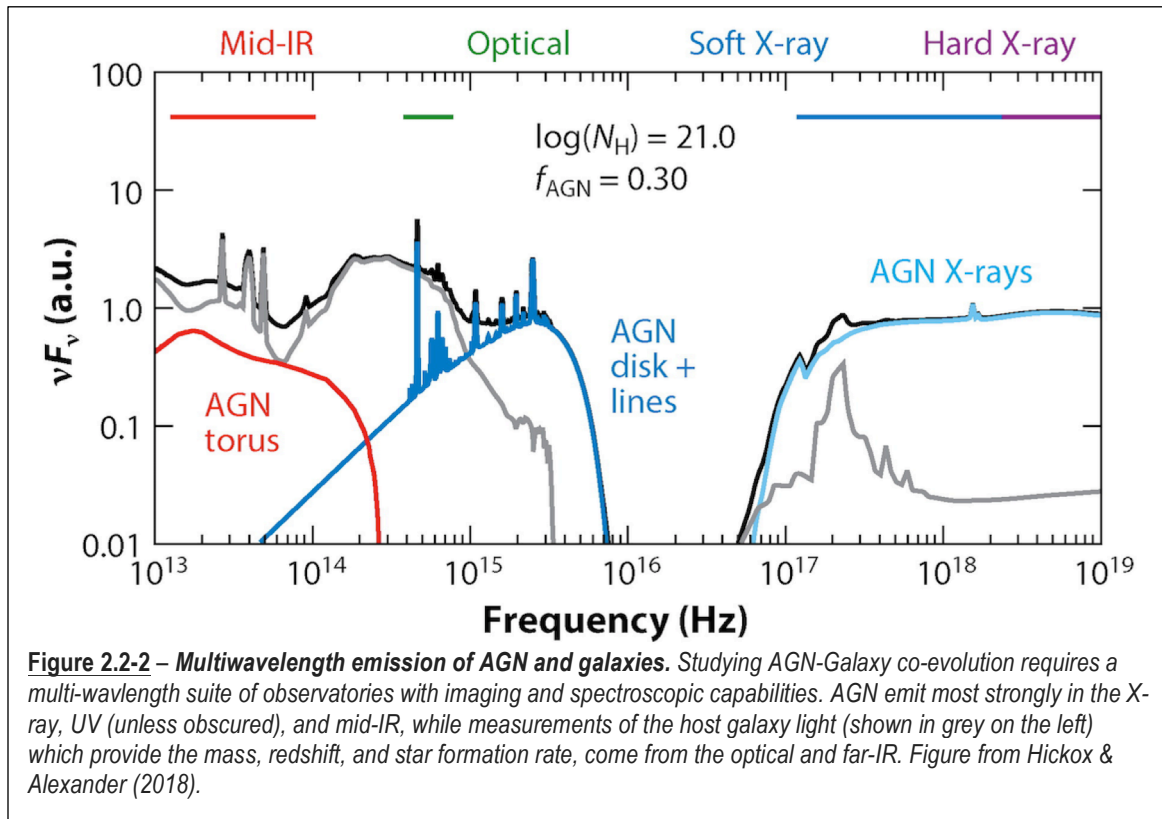 Mid-IR Optical Soft X-ray Hard X-ray
100
log(N_H) = 21.0
f_AGN = 0.30
10
νF_ν (a.u.)
AGN X-rays
1.0
AGN
disk +
lines
AGN
torus
0.1
0.01
10^13 10^14 10^15 10^16 10^17 10^18 10^19
Frequency (Hz)
Figure 2.2-2 – Multiwavelength emission of AGN and galaxies. Studying AGN-Galaxy co-evolution requires a
multi-wavlength suite of observatories with imaging and spectroscopic capabilities. AGN emit most strongly in the X-
ray, UV (unless obscured), and mid-IR, while measurements of the host galaxy light (shown in grey on the left)
which provide the mass, redshift, and star formation rate, come from the optical and far-IR. Figure from Hickox &
Alexander (2018).